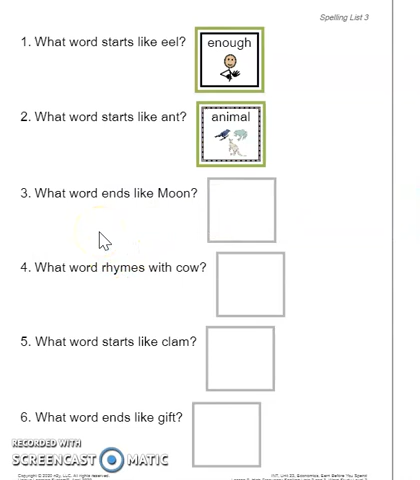 Spelling List 3
1. What word starts like eel?
enough
2. What word starts like ant?
animal
3. What word ends like Moon?
4. What word rhymes with cow?
5. What word starts like clam?
6. What word ends like gift?
RECORDED WITH
SCREENCAST MATIC